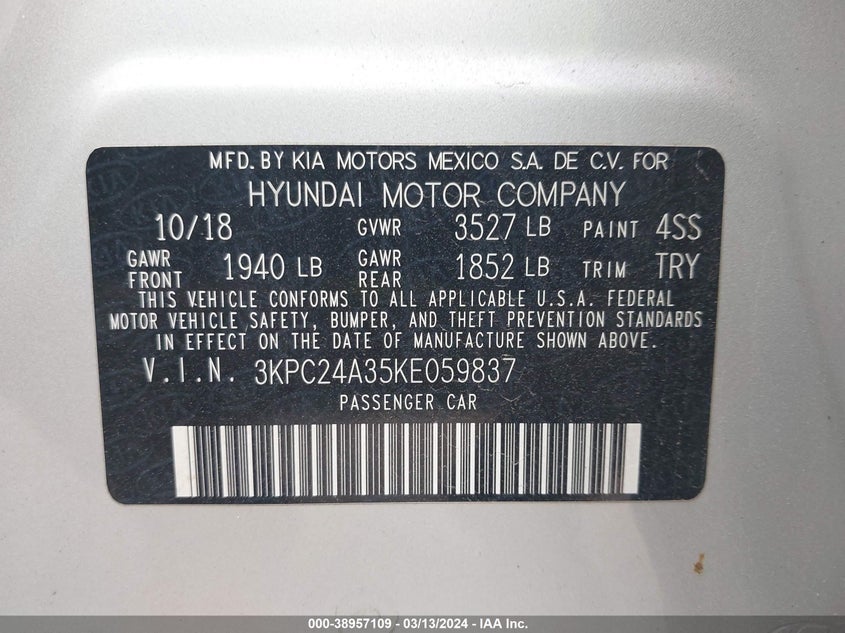 MFD. BY KIA MOTORS MEXICO S.A. DE C.V. FOR
HYUNDAI MOTOR COMPANY
10/18 GVWR 3527 LB PAINT 4SS
GAWR FRONT 1940 LB GAWR REAR 1852 LB TRIM TRY
THIS VEHICLE CONFORMS TO ALL APPLICABLE U.S.A. FEDERAL
MOTOR VEHICLE SAFETY, BUMPER, AND THEFT PREVENTION STANDARDS
IN EFFECT ON THE DATE OF MANUFACTURE SHOWN ABOVE.
V.I.N. 3KPC24A35KE059837
PASSENGER CAR
000-38957109 — 03/13/2024 — IAA Inc.